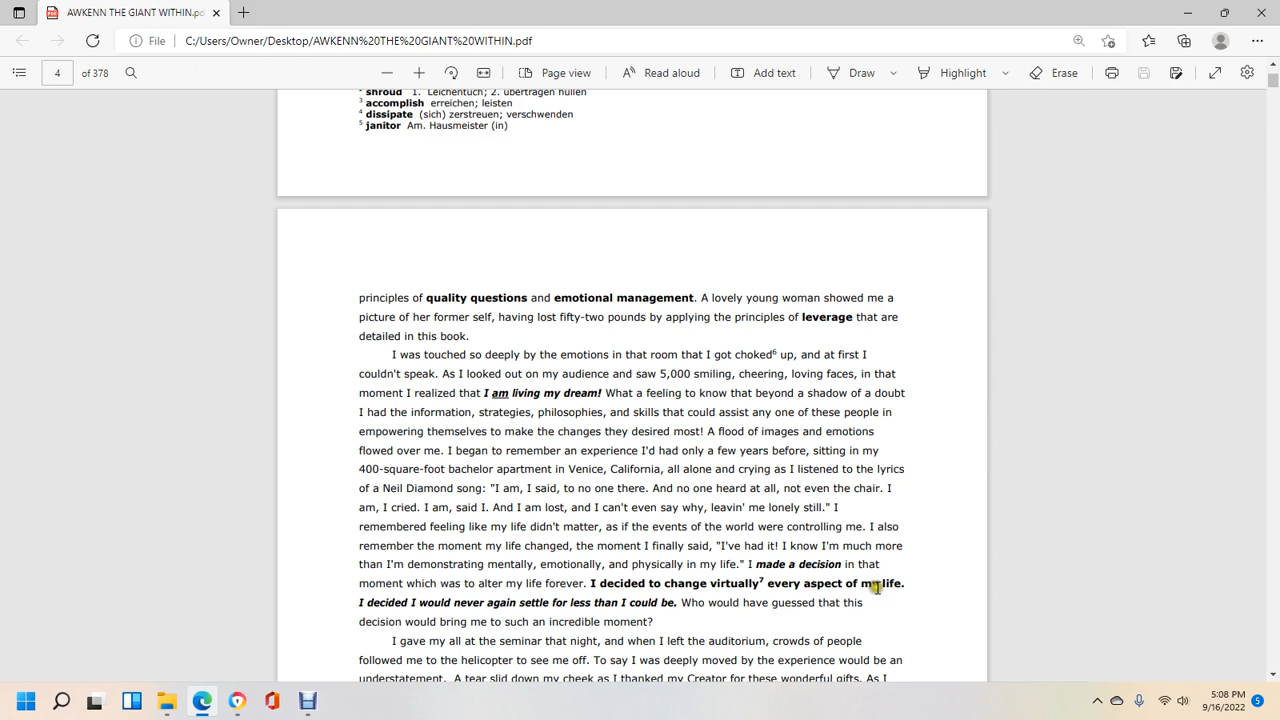 AWKENN THE GIANT WITHIN.pd
File C:/Users/Owner/Desktop/AWKENN%20THE%20GIANT%20WITHIN.pdf
4 of 378 Page view Read aloud Add text Draw Highlight Erase
shroud 1. Leichentuch; 2. übertragen hüllen
3 accomplish erreichen; leisten
4 dissipate (sich) zerstreuen; verschwenden
5 janitor Am. Hausmeister (in)
principles of quality questions and emotional management. A lovely young woman showed me a
picture of her former self, having lost fifty-two pounds by applying the principles of leverage that are
detailed in this book.
I was touched so deeply by the emotions in that room that I got choked6 up, and at first I
couldn't speak. As I looked out on my audience and saw 5,000 smiling, cheering, loving faces, in that
moment I realized that I am living my dream! What a feeling to know that beyond a shadow of a doubt
I had the information, strategies, philosophies, and skills that could assist any one of these people in
empowering themselves to make the changes they desired most! A flood of images and emotions
flowed over me. I began to remember an experience I'd had only a few years before, sitting in my
400-square-foot bachelor apartment in Venice, California, all alone and crying as I listened to the lyrics
of a Neil Diamond song: "I am, I said, to no one there. And no one heard at all, not even the chair. I
am, I cried. I am, said I. And I am lost, and I can't even say why, leavin' me lonely still." I
remembered feeling like my life didn't matter, as if the events of the world were controlling me. I also
remember the moment my life changed, the moment I finally said, "I've had it! I know I'm much more
than I'm demonstrating mentally, emotionally, and physically in my life." I made a decision in that
moment which was to alter my life forever. I decided to change virtually7 every aspect of my life.
I decided I would never again settle for less than I could be. Who would have guessed that this
decision would bring me to such an incredible moment?
I gave my all at the seminar that night, and when I left the auditorium, crowds of people
followed me to the helicopter to see me off. To say I was deeply moved by the experience would be an
understatement. A tear slid down my cheek as I thanked my Creator for these wonderful gifts. As I
5:08 PM
9/16/2022
5